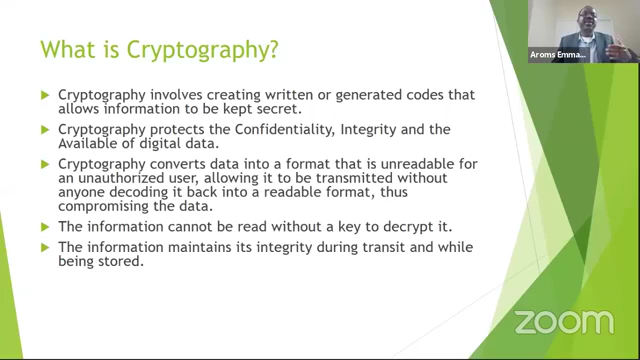 What is Cryptography?
Aroms Emma...
Cryptography involves creating written or generated codes that
allows information to be kept secret.
Cryptography protects the Confidentiality, Integrity and the
Available of digital data.
Cryptography converts data into a format that is unreadable for
an unauthorized user, allowing it to be transmitted without
anyone decoding it back into a readable format, thus
compromising the data.
The information cannot be read without a key to decrypt it.
The information maintains its integrity during transit and while
being stored.
zoom